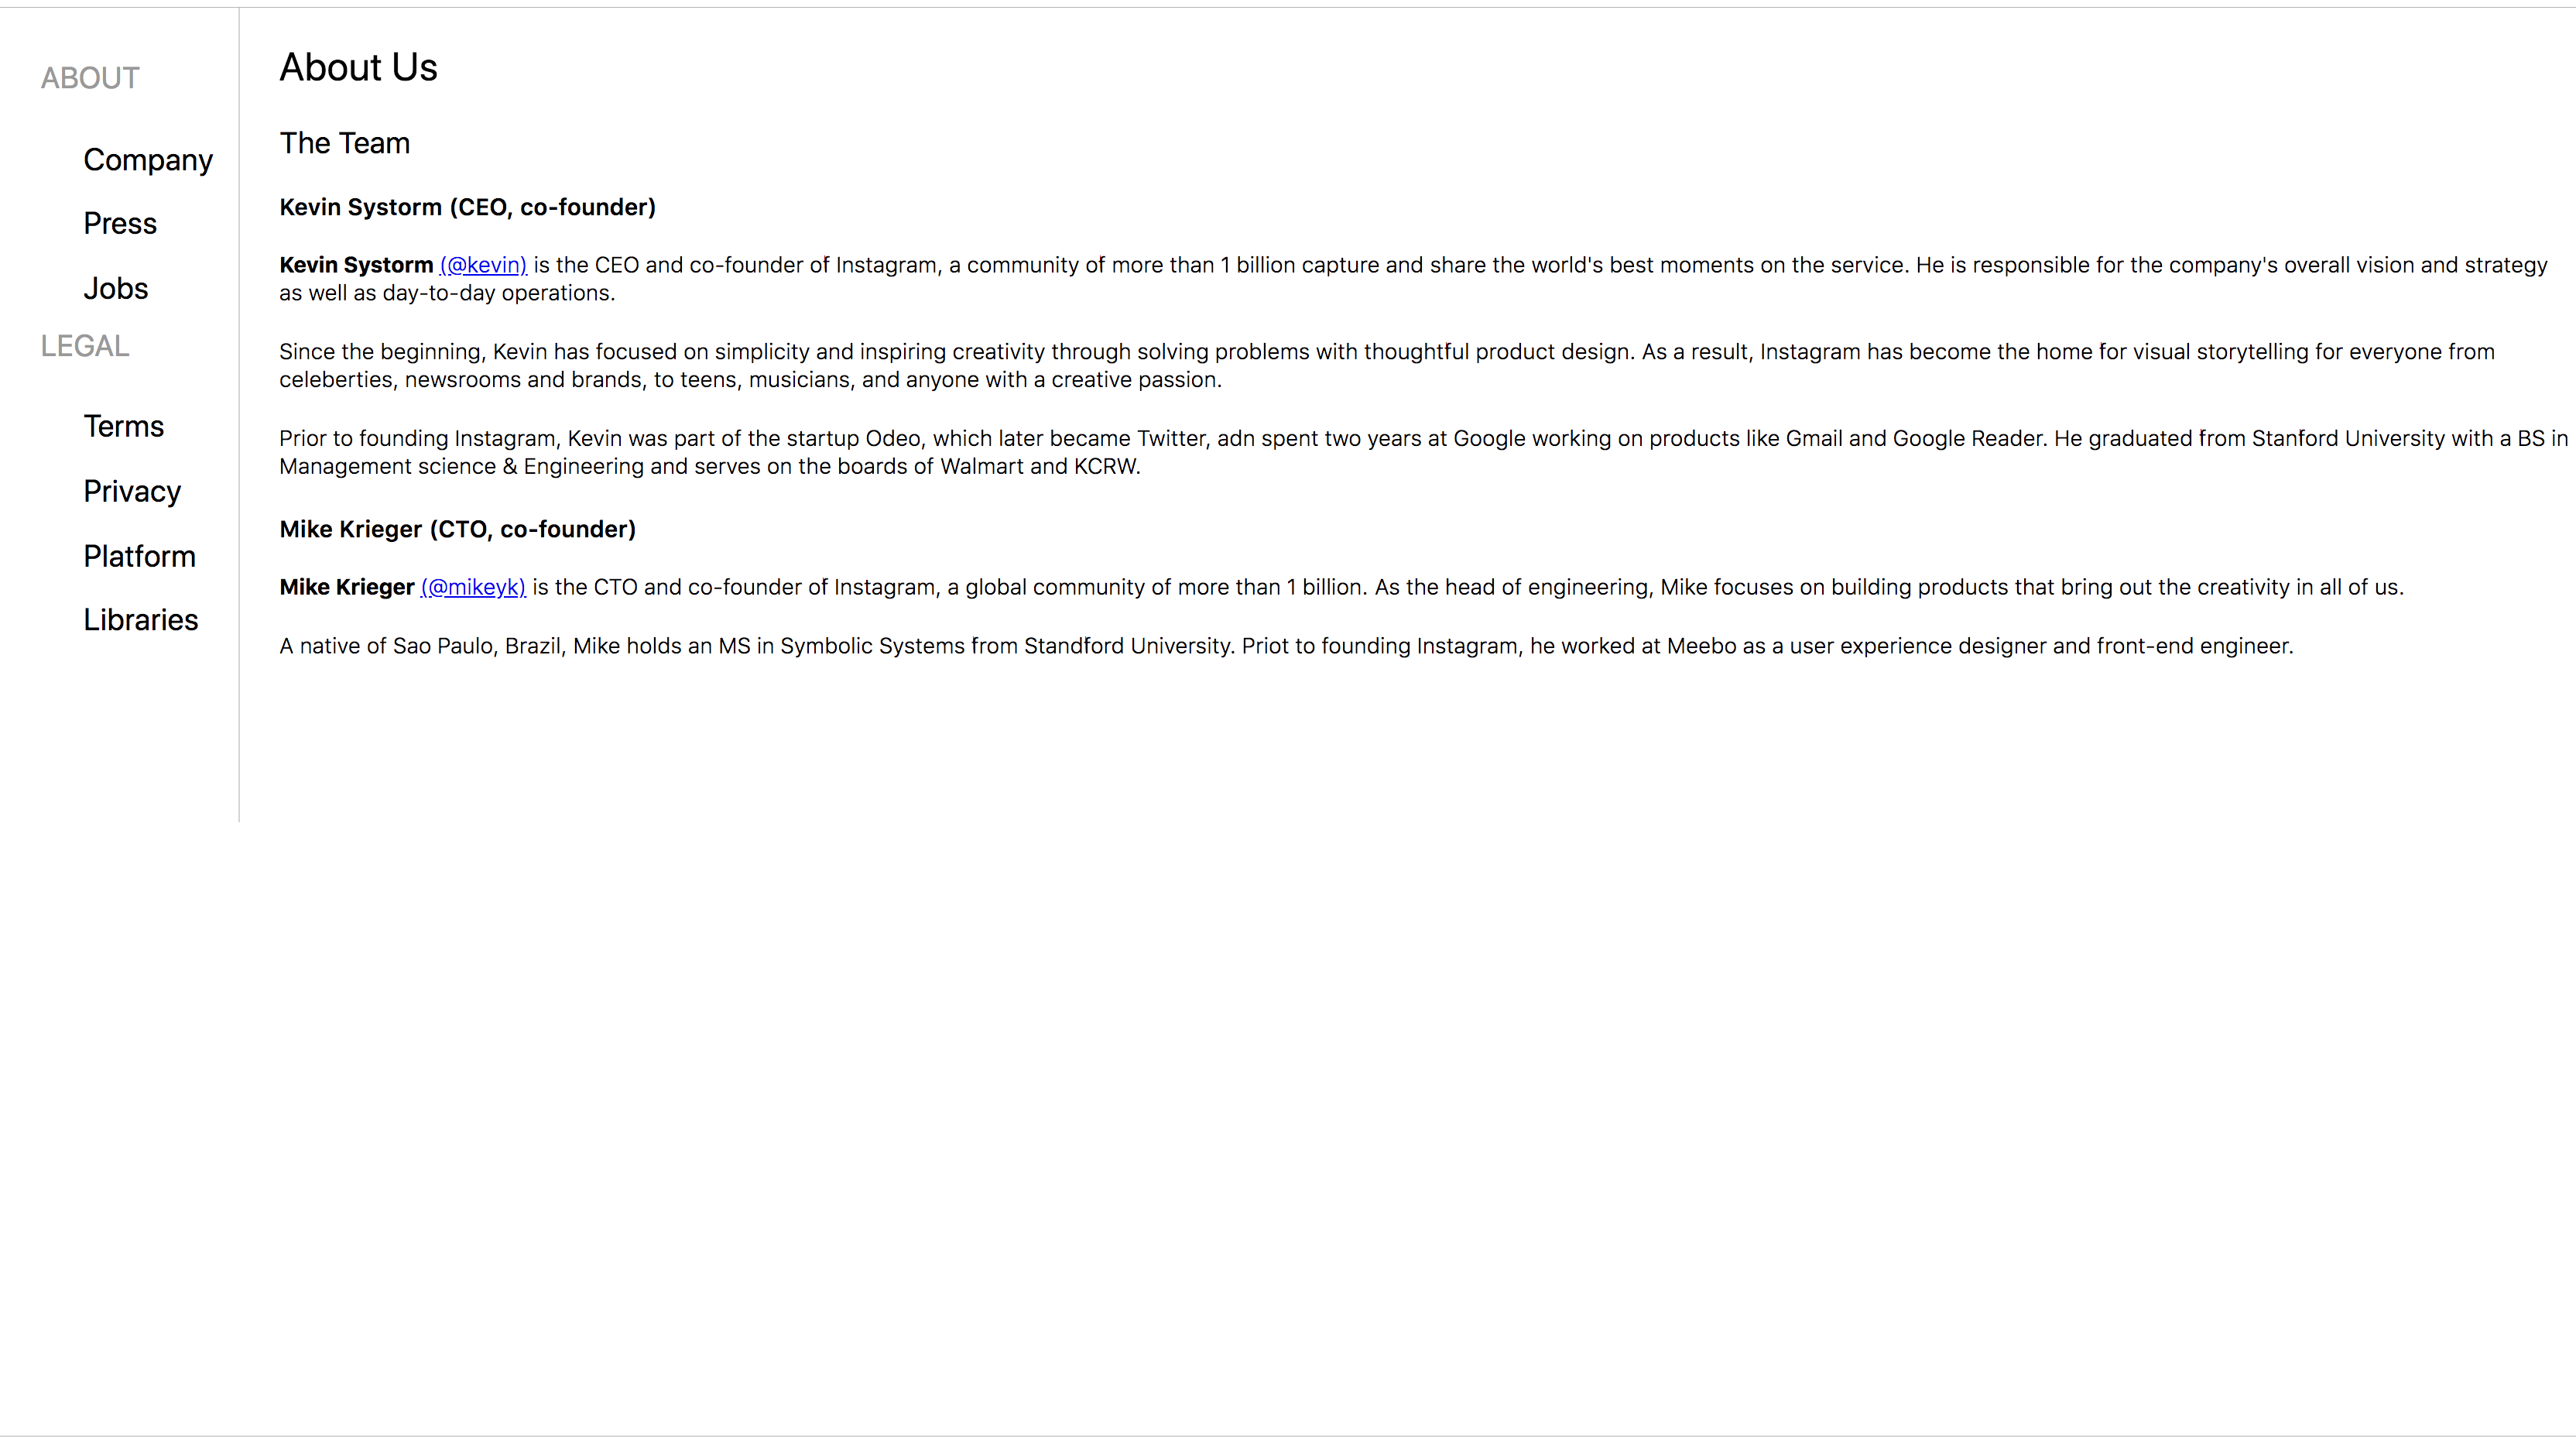 ABOUT
Company
Press
Jobs
LEGAL
Terms
Privacy
Platform
Libraries
About Us
The Team
Kevin Systorm (CEO, co-founder)
Kevin Systorm (@kevin) is the CEO and co-founder of Instagram, a community of more than 1 billion capture and share the world's best moments on the service. He is responsible for the company's overall vision and strategy
as well as day-to-day operations.
Since the beginning, Kevin has focused on simplicity and inspiring creativity through solving problems with thoughtful product design. As a result, Instagram has become the home for visual storytelling for everyone from
celeberties, newsrooms and brands, to teens, musicians, and anyone with a creative passion.
Prior to founding Instagram, Kevin was part of the startup Odeo, which later became Twitter, adn spent two years at Google working on products like Gmail and Google Reader. He graduated from Stanford University with a BS in
Management science & Engineering and serves on the boards of Walmart and KCRW.
Mike Krieger (CTO, co-founder)
Mike Krieger (@mikeyk) is the CTO and co-founder of Instagram, a global community of more than 1 billion. As the head of engineering, Mike focuses on building products that bring out the creativity in all of us.
A native of Sao Paulo, Brazil, Mike holds an MS in Symbolic Systems from Standford University. Priot to founding Instagram, he worked at Meebo as a user experience designer and front-end engineer.